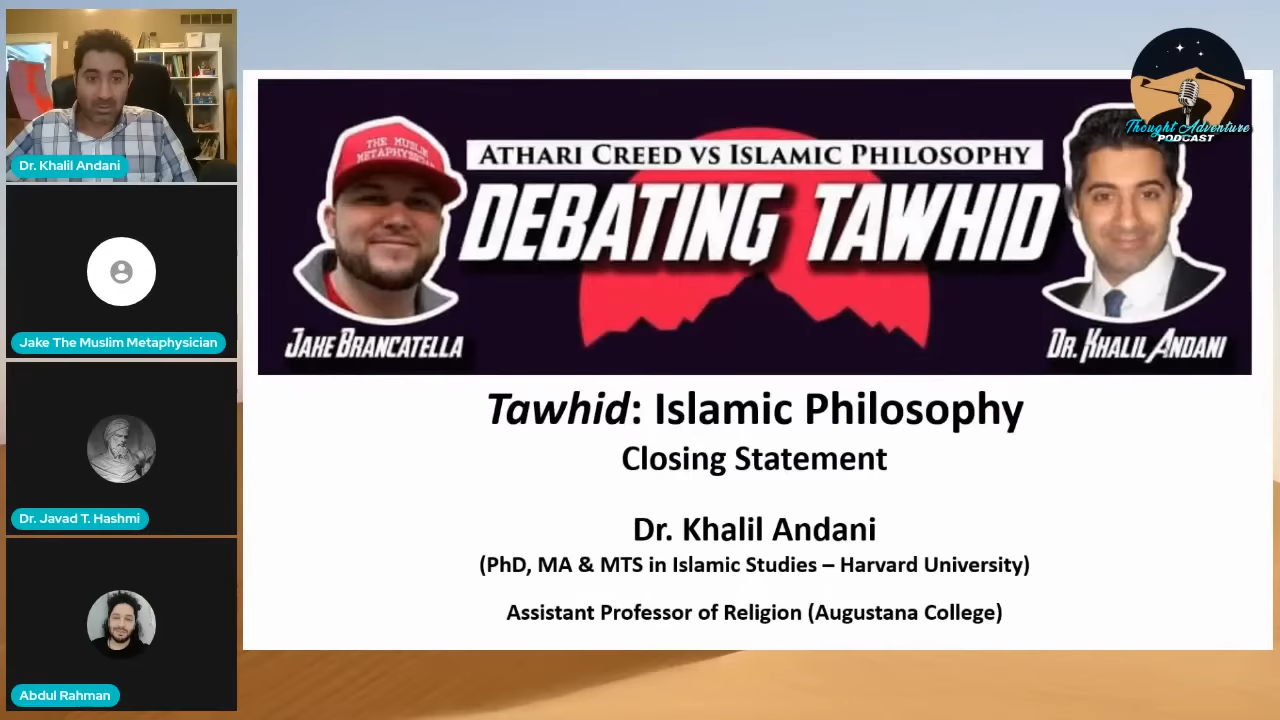 Dr. Khalil Andani
Jake The Muslim Metaphysician
Dr. Javad T. Hashmi
Abdul Rahman
Thought Adventure
PODCAST
THE MUSLIM
METAPHYSICIAN
ATHARI CREED VS ISLAMIC PHILOSOPHY
DEBATING TAWHID
JAKE BRANCATELLA
DR. KHALIL ANDANI
Tawhid: Islamic Philosophy
Closing Statement
Dr. Khalil Andani
(PhD, MA & MTS in Islamic Studies – Harvard University)
Assistant Professor of Religion (Augustana College)